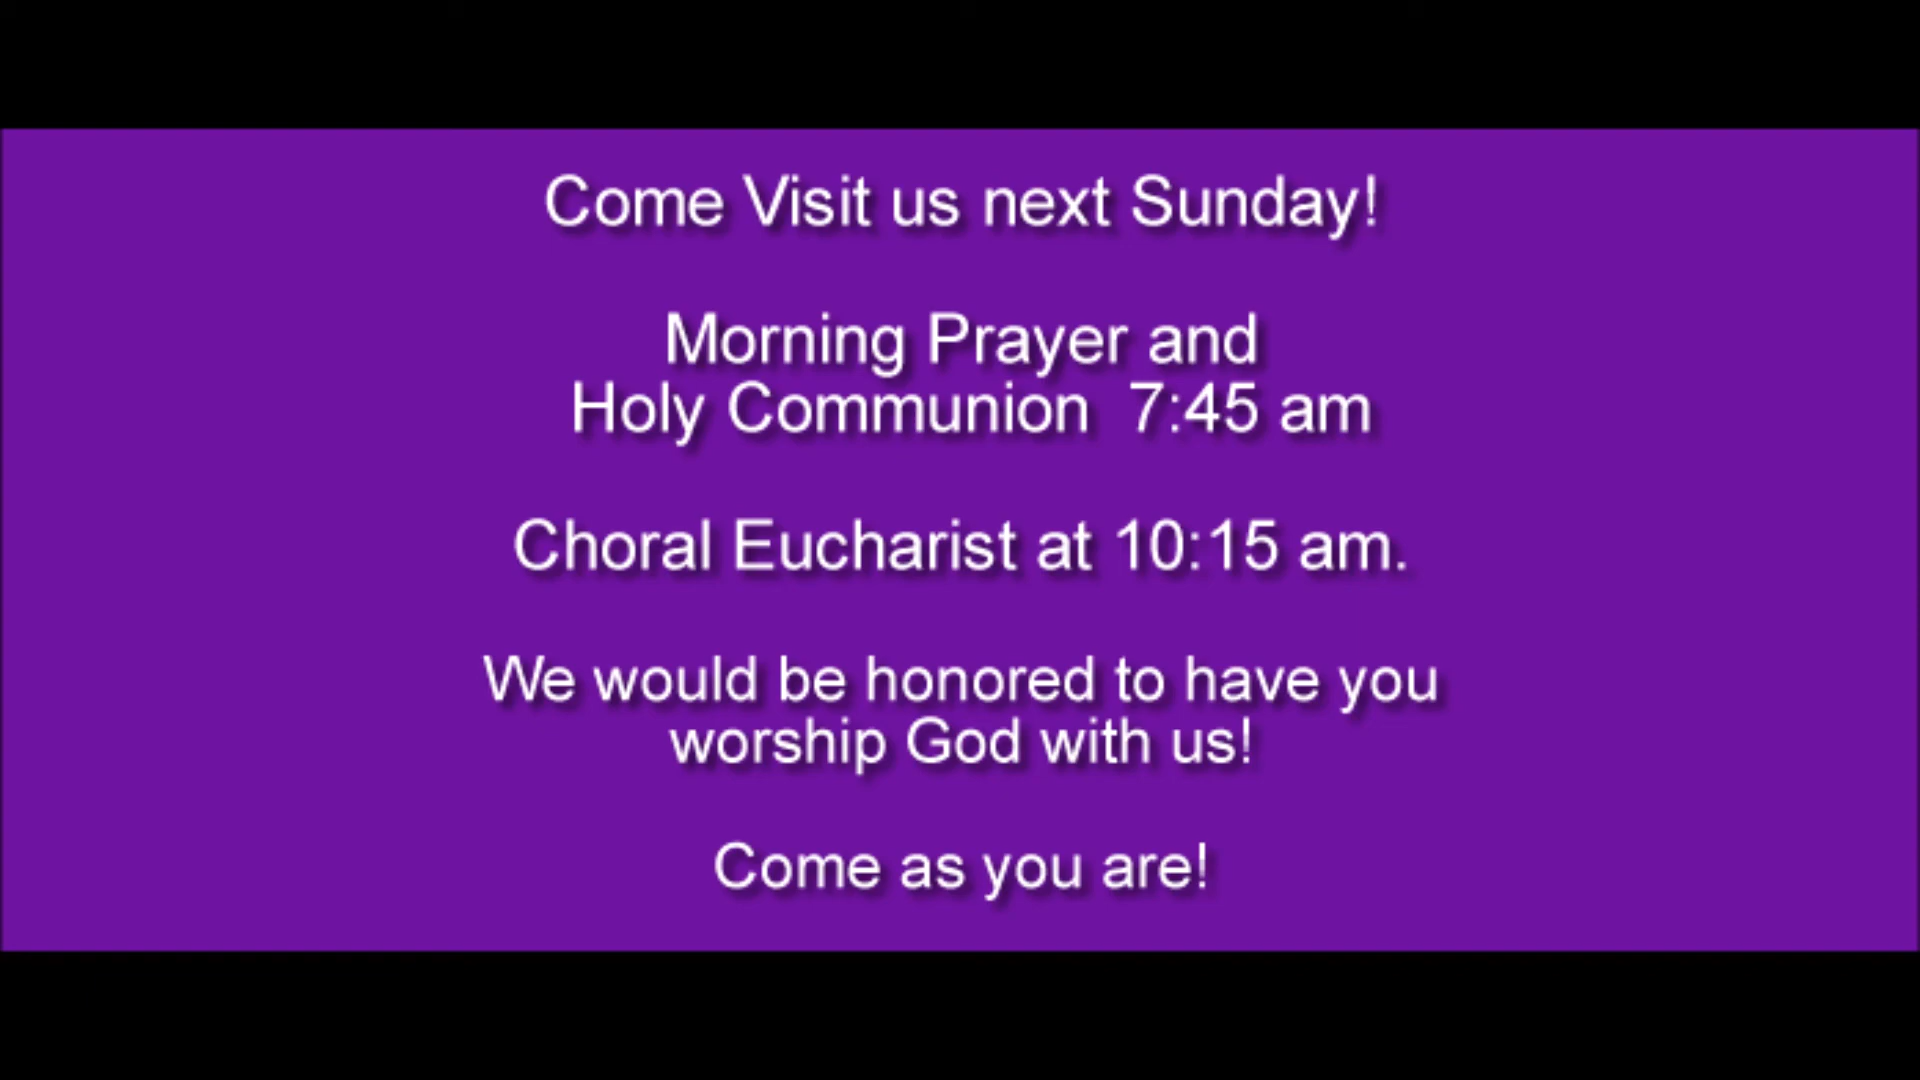 Come Visit us next Sunday!
Morning Prayer and
Holy Communion  7:45 am
Choral Eucharist at 10:15 am.
We would be honored to have you
worship God with us!
Come as you are!